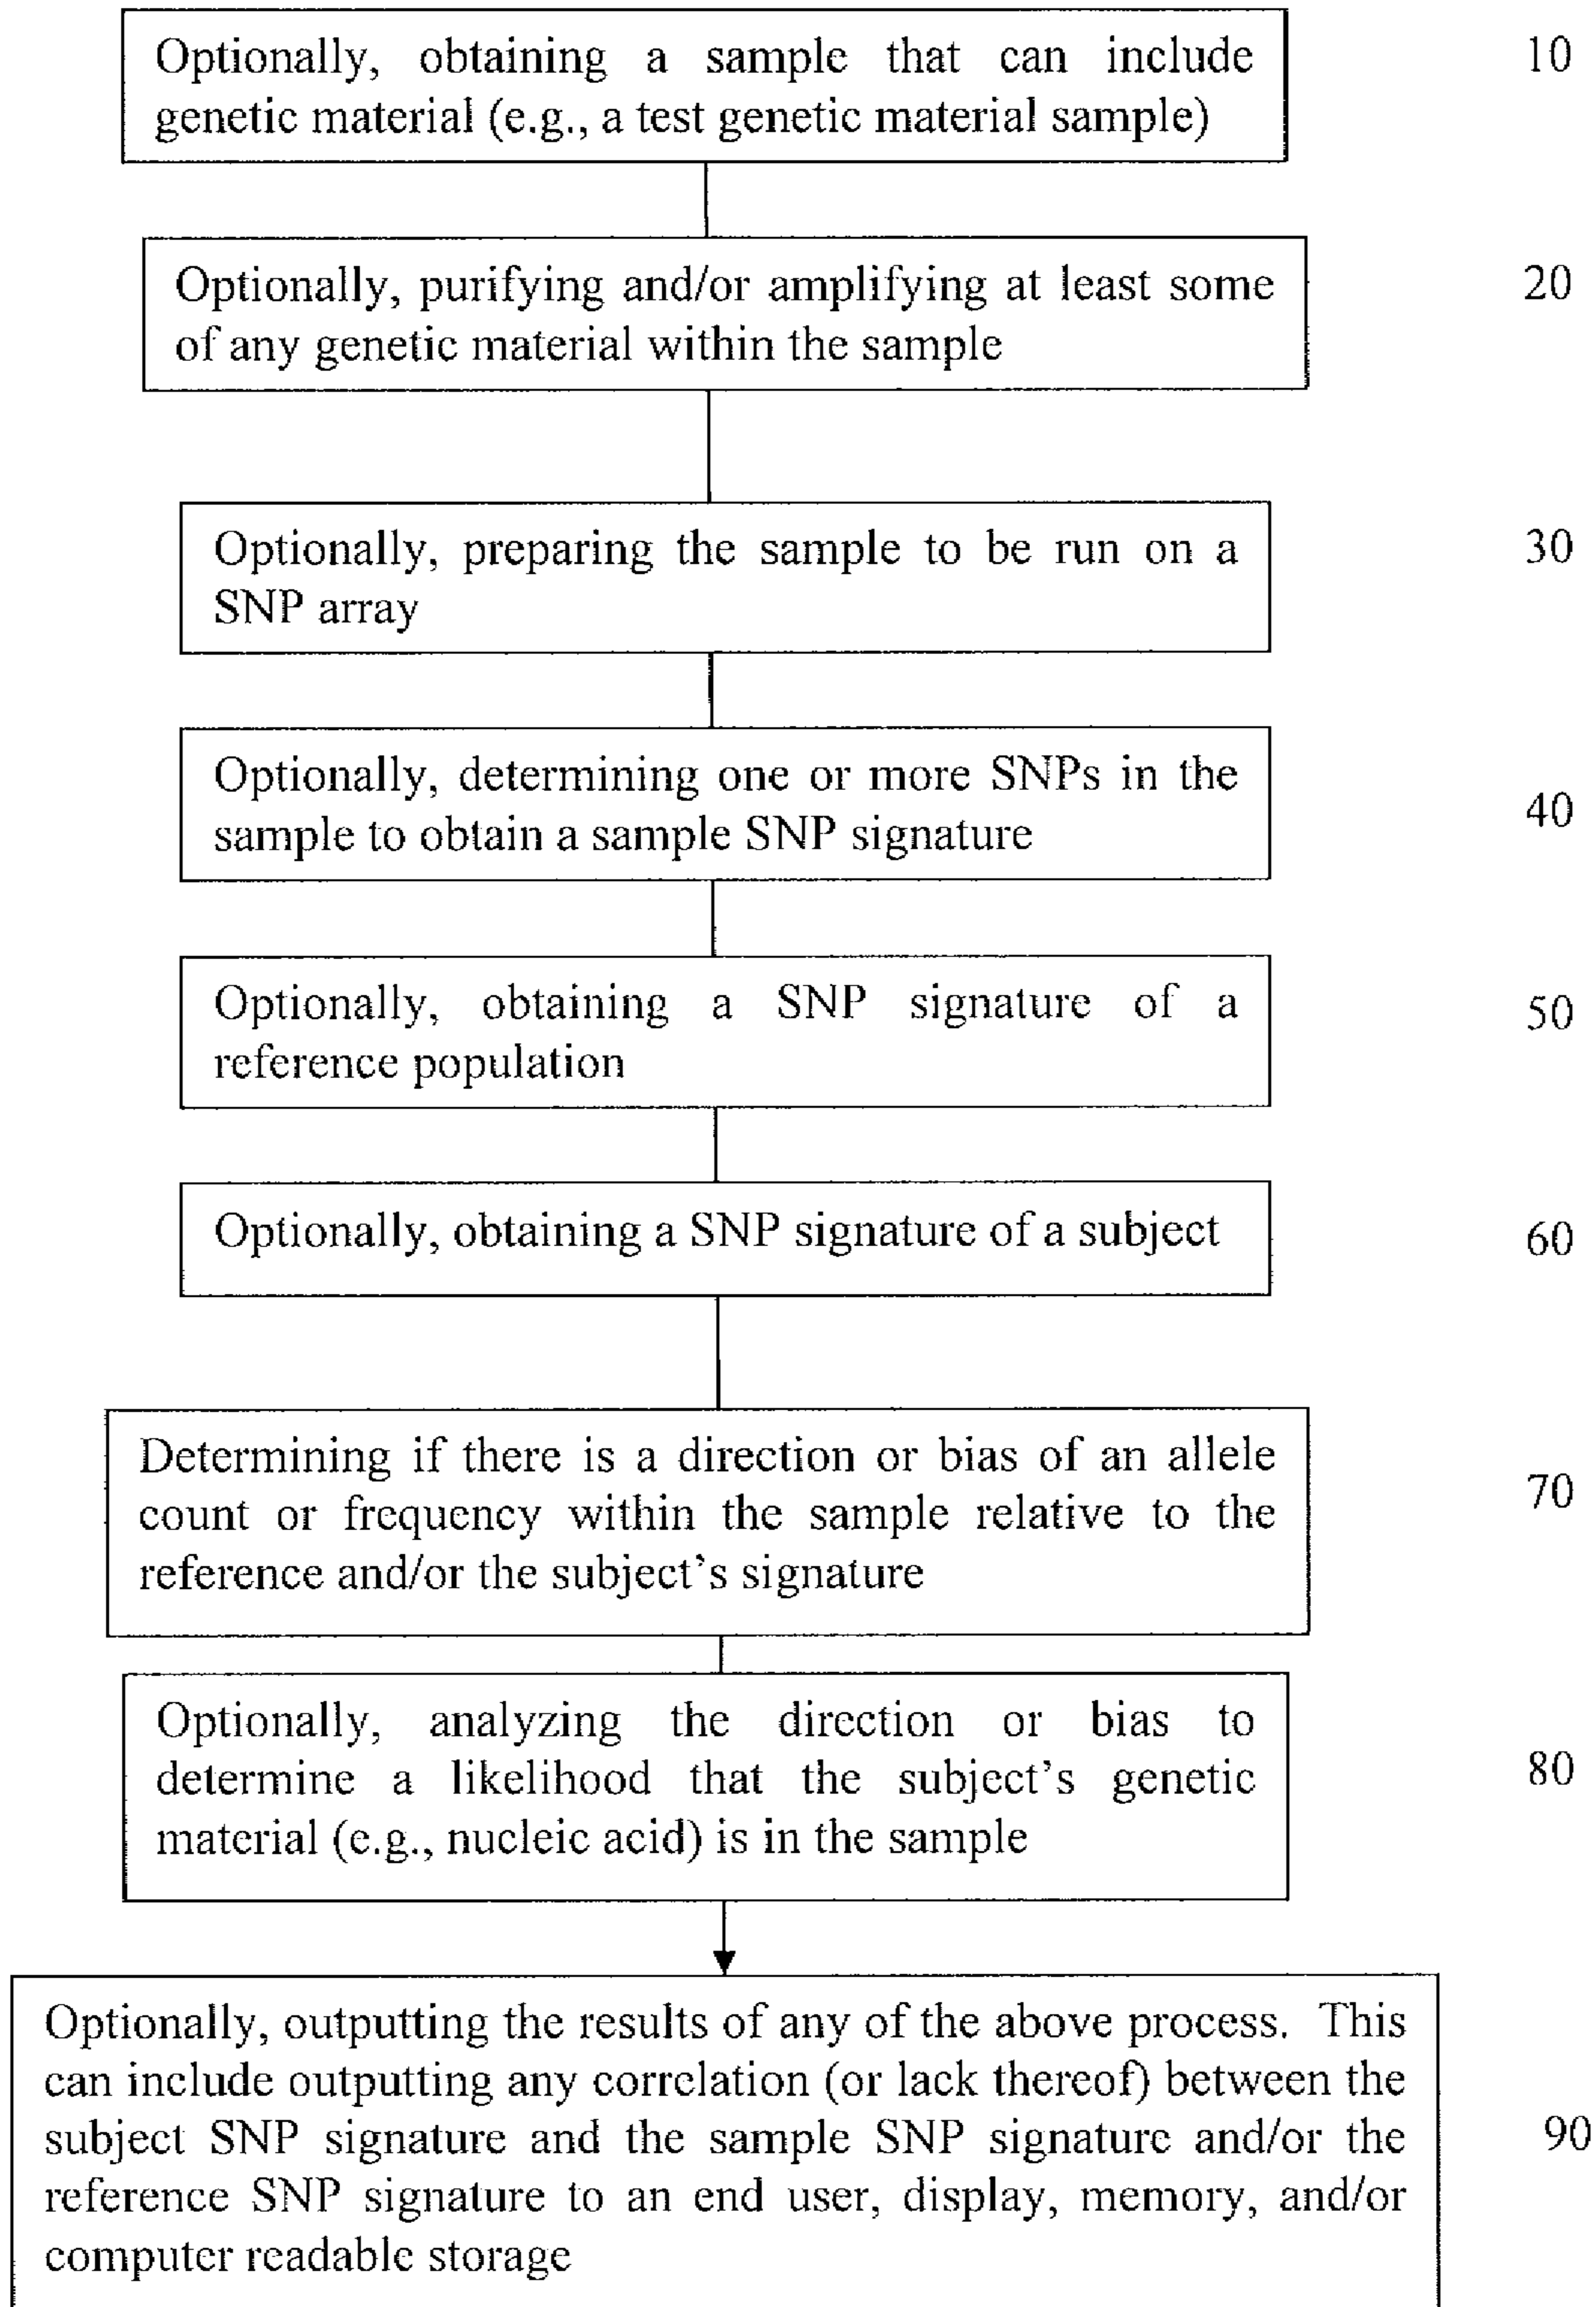 Optionally, obtaining a sample that can include
genetic material (e.g., a test genetic material sample)
10
Optionally, purifying and/or amplifying at least some
of any genetic material within the sample
20
Optionally, preparing the sample to be run on a
SNP array
30
Optionally, determining one or more SNPs in the
sample to obtain a sample SNP signature
40
Optionally, obtaining a SNP signature of a
reference population
50
Optionally, obtaining a SNP signature of a subject
60
Determining if there is a direction or bias of an allele
count or frequency within the sample relative to the
reference and/or the subject's signature
70
Optionally, analyzing the direction or bias to
determine a likelihood that the subject's genetic
material (e.g., nucleic acid) is in the sample
80
Optionally, outputting the results of any of the above process. This
can include outputting any correlation (or lack thereof) between the
subject SNP signature and the sample SNP signature and/or the
reference SNP signature to an end user, display, memory, and/or
computer readable storage
90